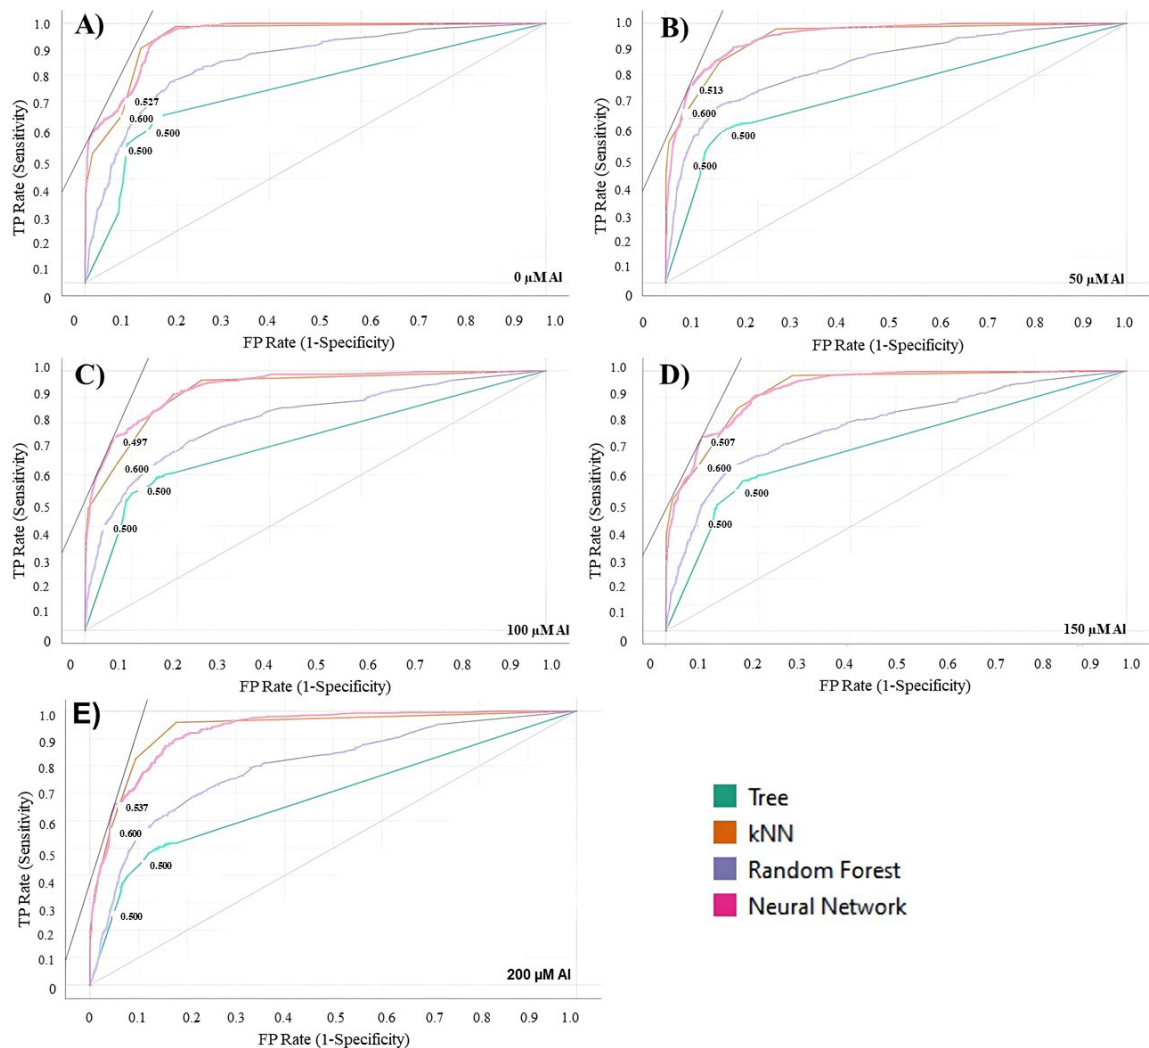 A)
TP Rate (Sensitivity)
1.0
0.9
0.8
0.7
0.6
0.5
0.4
0.3
0.2
0.1
0
0.527
0.600
0.500
0.500
0 µM Al
0 0.1 0.2 0.3 0.4 0.5 0.6 0.7 0.8 0.9 1.0
FP Rate (1-Specificity)
B)
TP Rate (Sensitivity)
1.0
0.9
0.8
0.7
0.6
0.5
0.4
0.3
0.2
0.1
0
0.513
0.600
0.500
0.500
50 µM Al
0 0.1 0.2 0.3 0.4 0.5 0.6 0.7 0.8 0.9 1.0
FP Rate (1-Specificity)
C)
TP Rate (Sensitivity)
1.0
0.9
0.8
0.7
0.6
0.5
0.4
0.3
0.2
0.1
0
0.497
0.600
0.500
0.500
100 µM Al
0 0.1 0.2 0.3 0.4 0.5 0.6 0.7 0.8 0.9 1.0
FP Rate (1-Specificity)
D)
TP Rate (Sensitivity)
1.0
0.9
0.8
0.7
0.6
0.5
0.4
0.3
0.2
0.1
0
0.507
0.600
0.500
0.500
150 µM Al
0 0.1 0.2 0.3 0.4 0.5 0.6 0.7 0.8 0.9 1.0
FP Rate (1-Specificity)
E)
TP Rate (Sensitivity)
1.0
0.9
0.8
0.7
0.6
0.5
0.4
0.3
0.2
0.1
0
0.537
0.600
0.500
0.500
200 µM Al
0 0.1 0.2 0.3 0.4 0.5 0.6 0.7 0.8 0.9 1.0
FP Rate (1-Specificity)
Tree
kNN
Random Forest
Neural Network